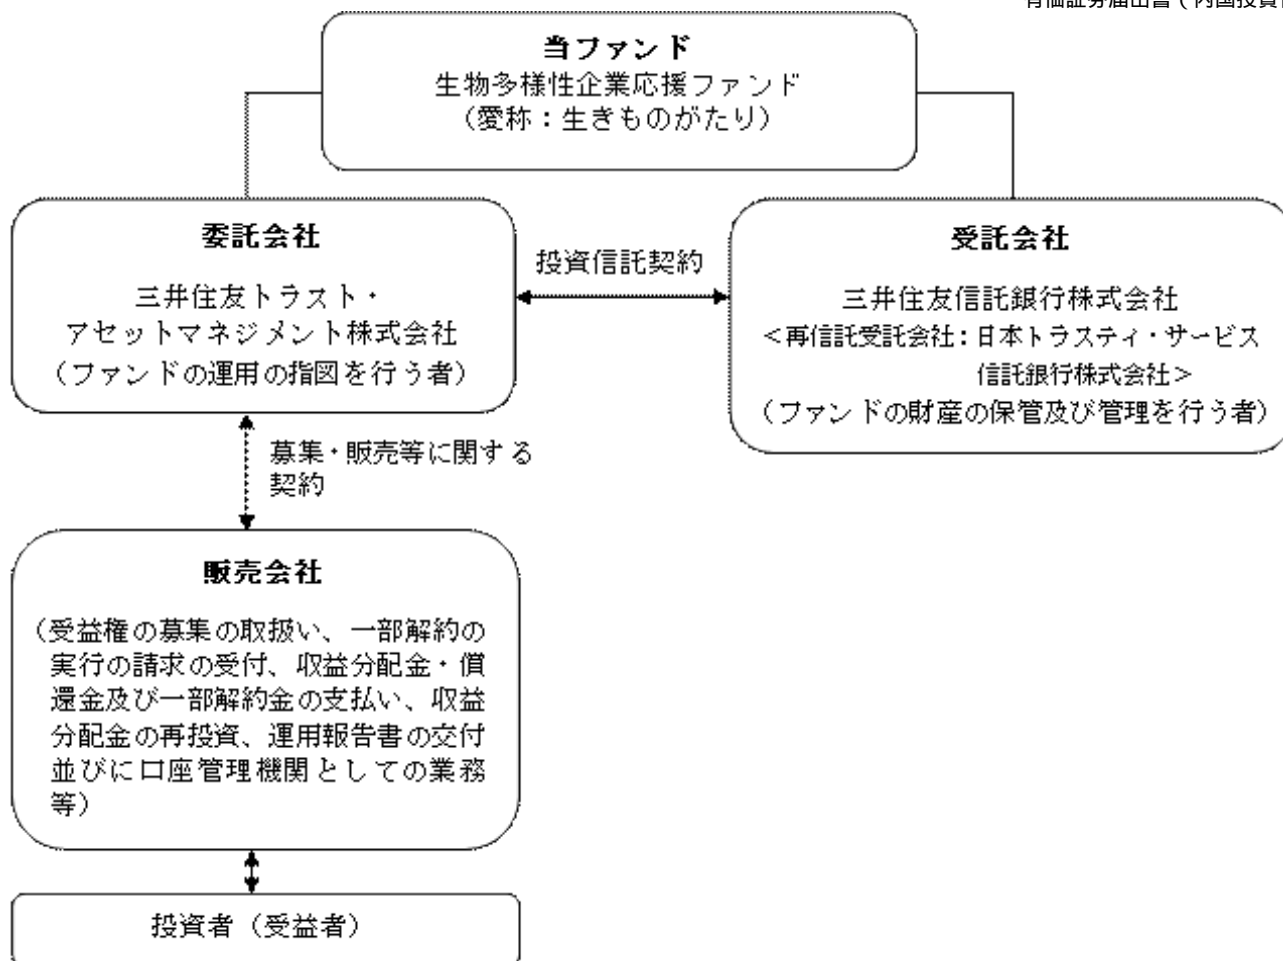 有価証券届出書(内国投資
当ファンド
生物多様性企業応援ファンド
(愛称:生きものがたり)
委託会社
三井住友トラスト・
アセットマネジメント株式会社
(ファンドの運用の指図を行う者)
投資信託契約
受託会社
三井住友信託銀行株式会社
<再信託受託会社:日本トラスティ・サービス
信託銀行株式会社>
(ファンドの財産の保管及び管理を行う者)
募集・販売等に関する
契約
販売会社
(受益権の募集の取扱い、一部解約の
実行の請求の受付、収益分配金・償
還金及び一部解約金の支払い、収益
分配金の再投資、運用報告書の交付
並びに口座管理機関としての業務
等)
投資者(受益者)